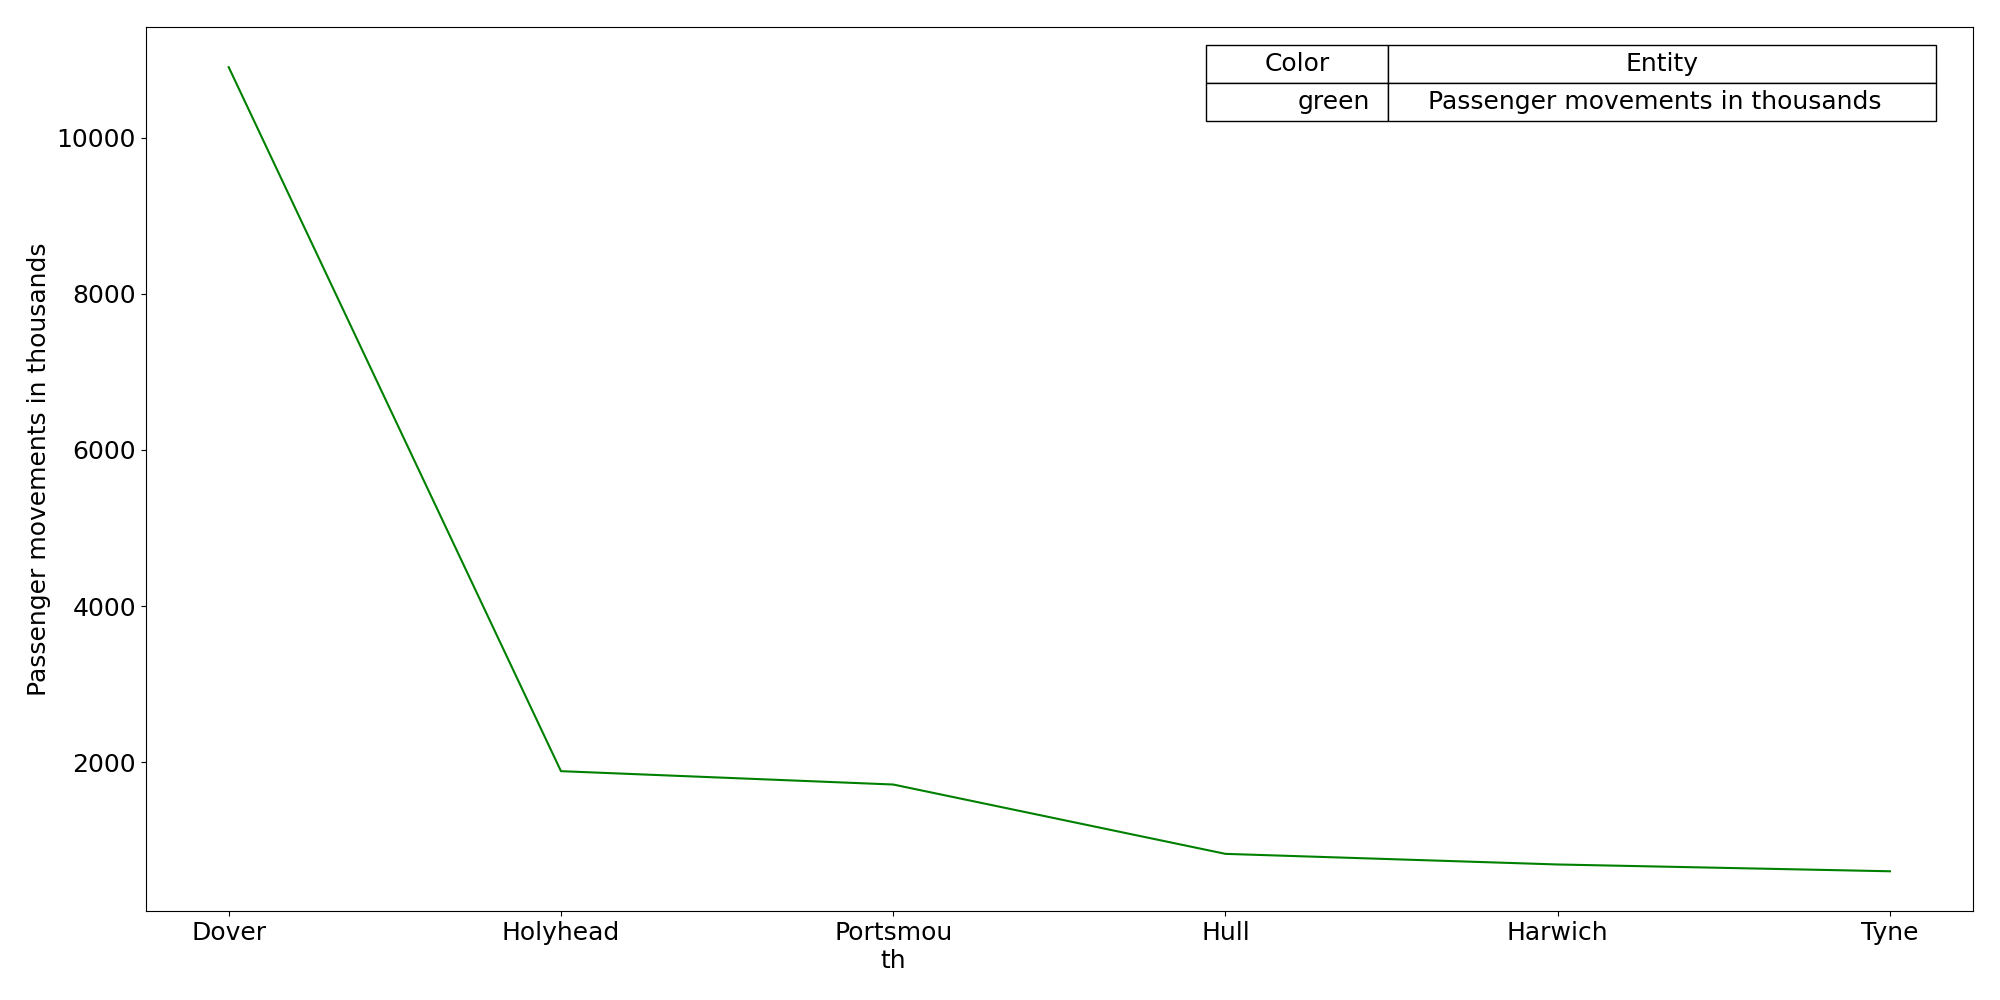 Color Entity
green Passenger movements in thousands
Passenger movements in thousands
10000
8000
6000
4000
2000
Dover Holyhead Portsmou Hull Harwich Tyne
th